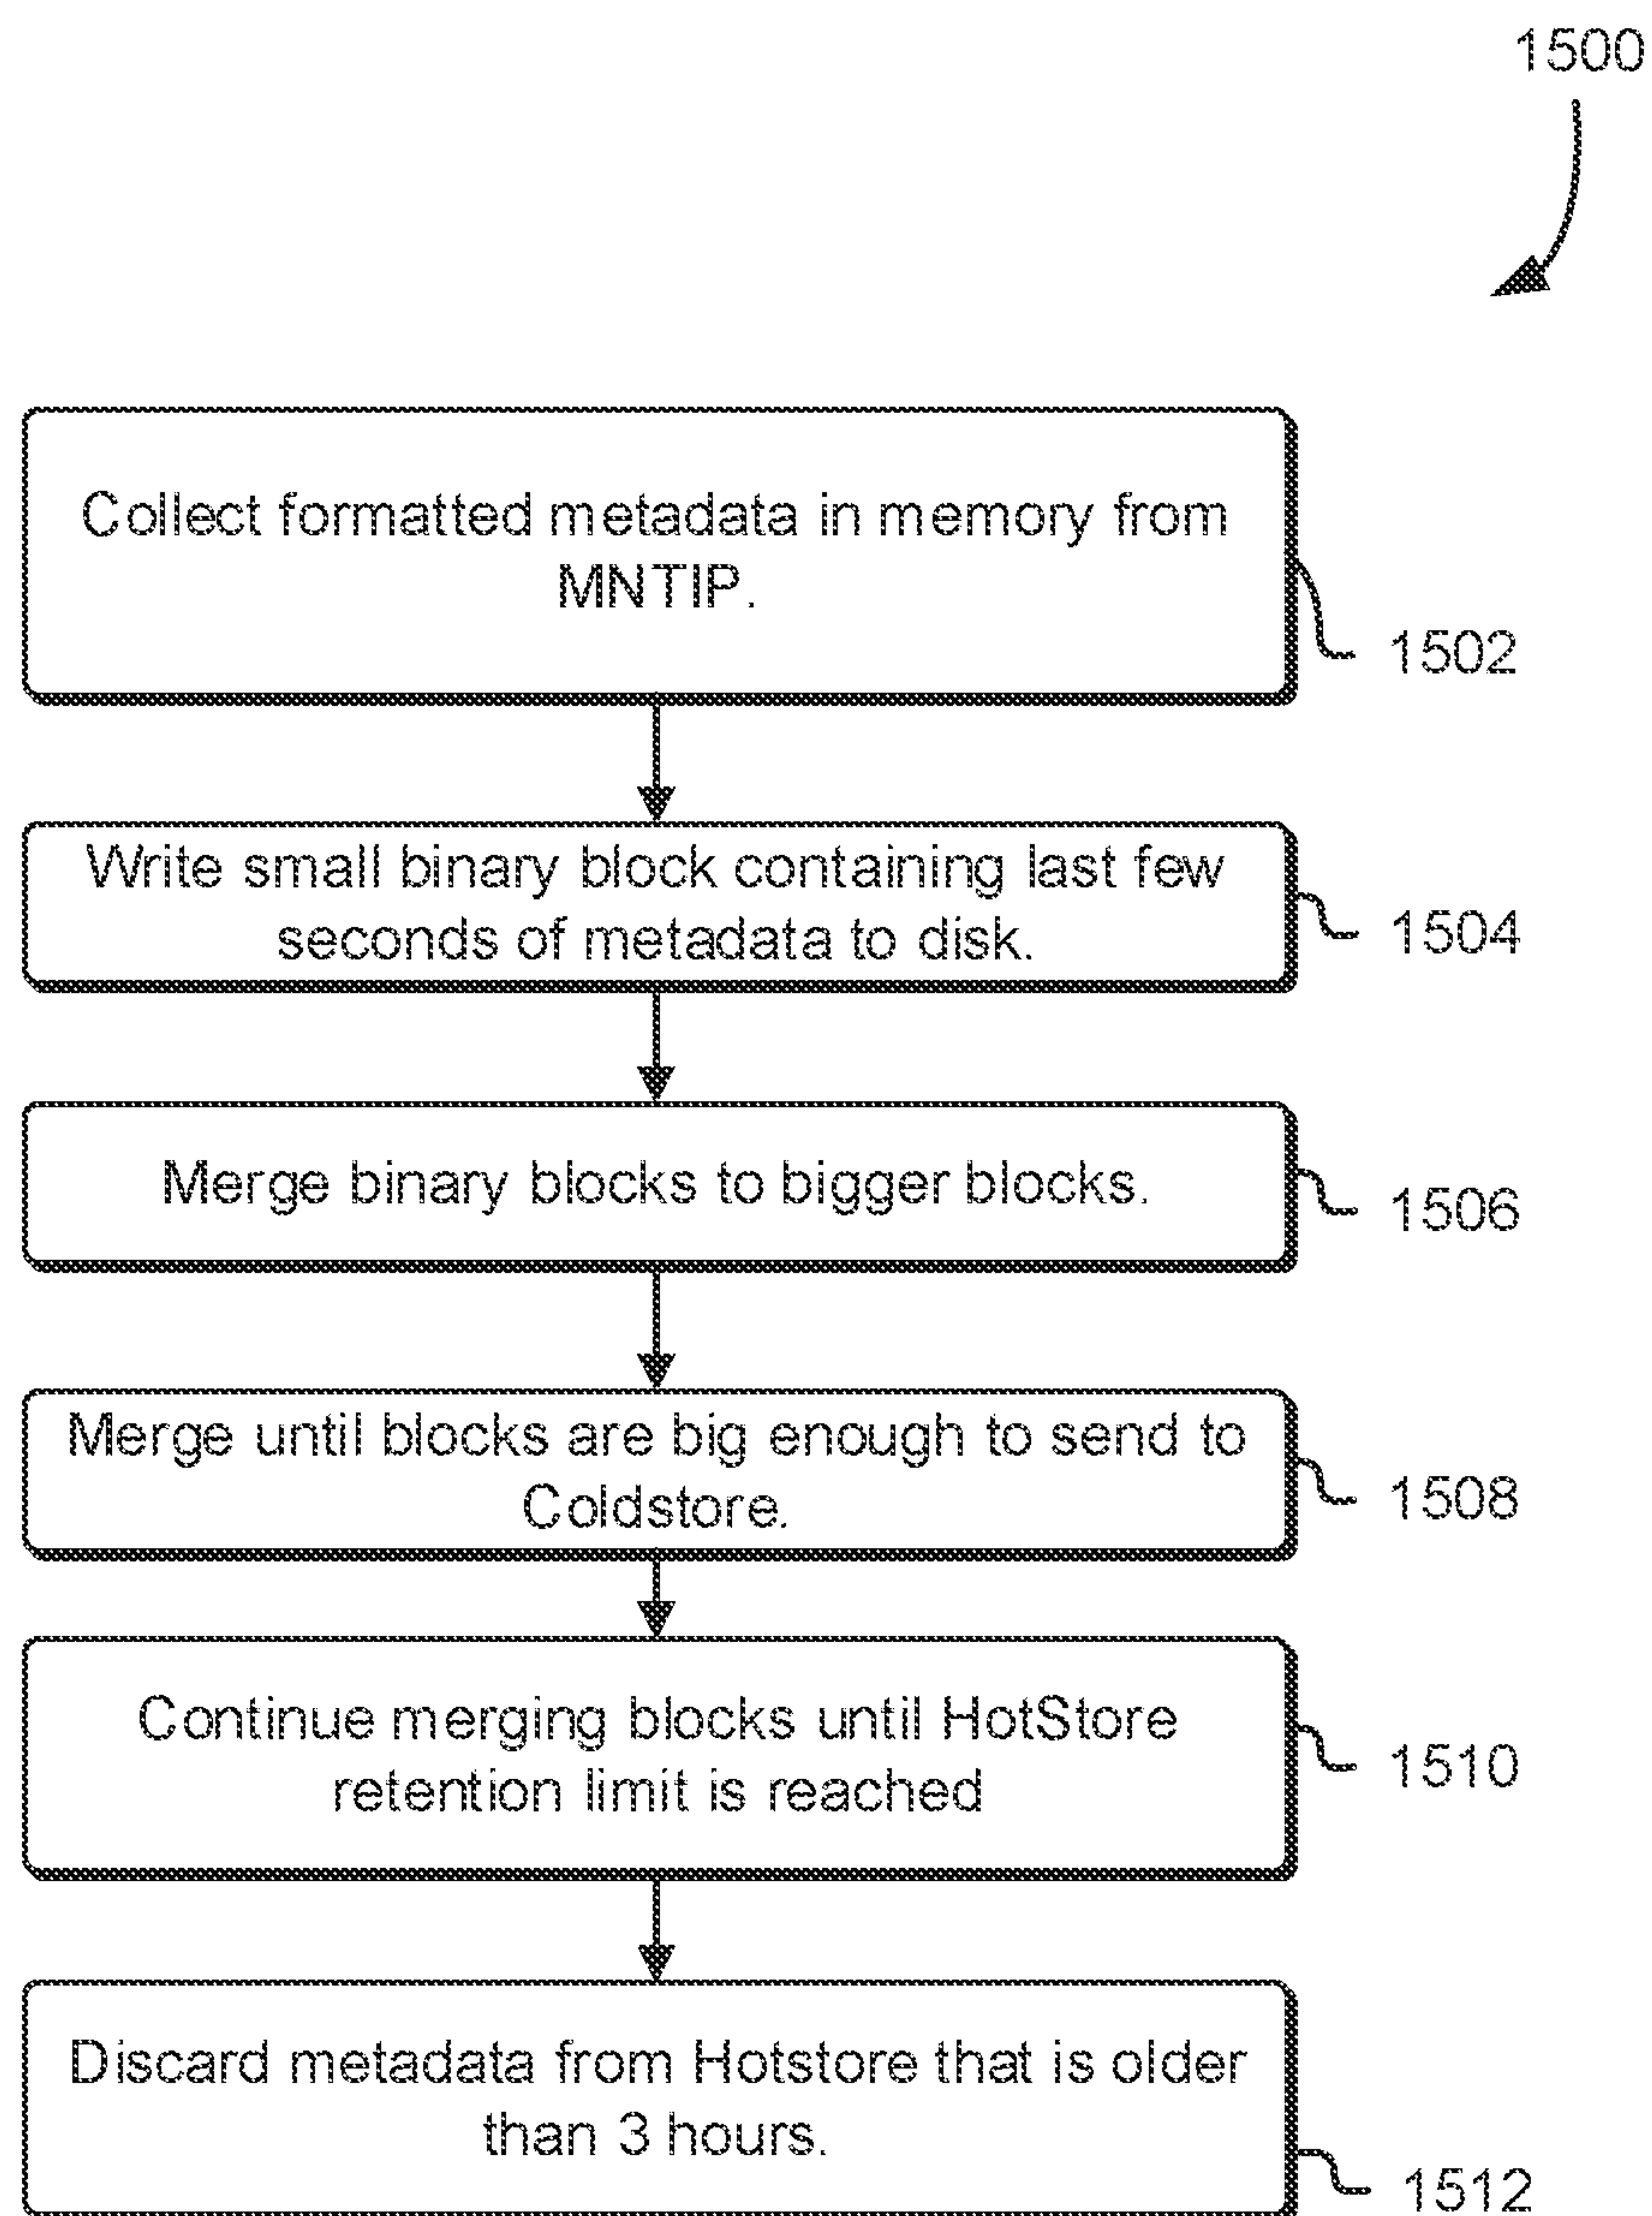 1500
Collect formatted metadata in memory from
MNTIP.
1502
Write small binary block containing last few
seconds of metadata to disk.
1504
Merge binary blocks to bigger blocks.
1506
Merge until blocks are big enough to send to
Coldstore.
1508
Continue merging blocks until HotStore
retention limit is reached
1510
Discard metadata from Hotstore that is older
than 3 hours.
1512